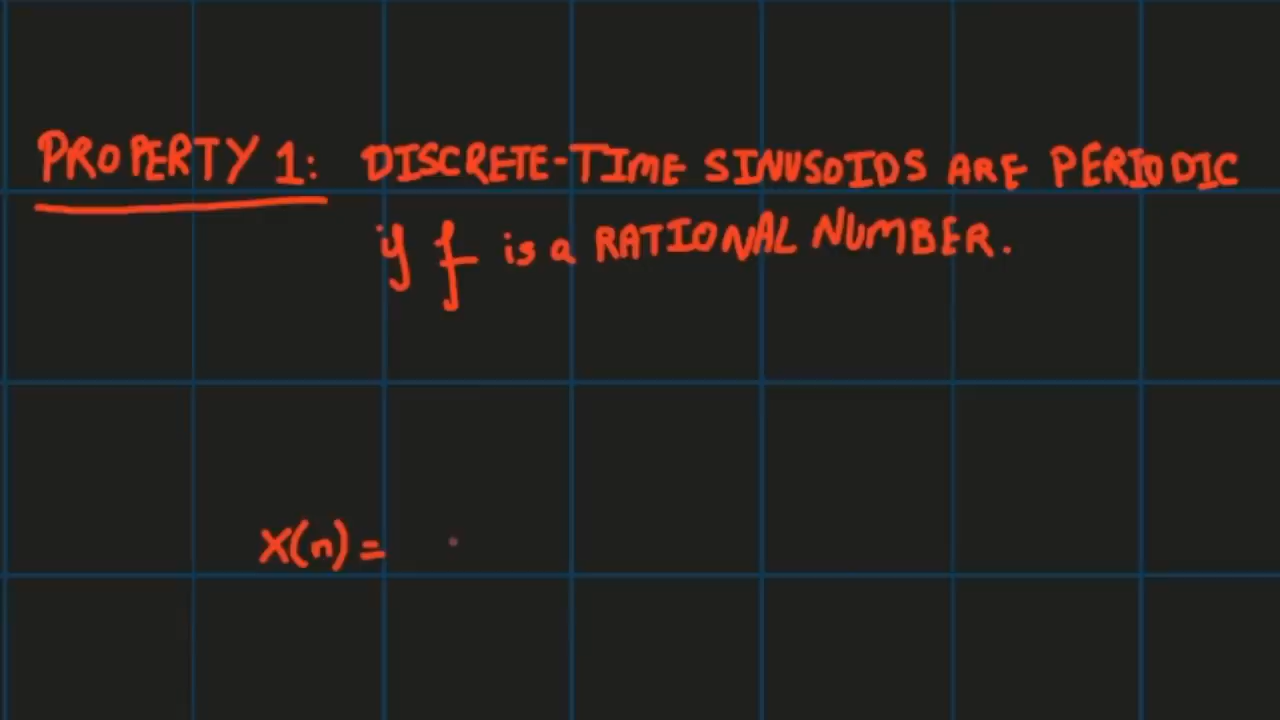 PROPERTY 1: DISCRETE-TIME SINUSOIDS ARE PERIODIC
if f is a RATIONAL NUMBER.
X(n) =